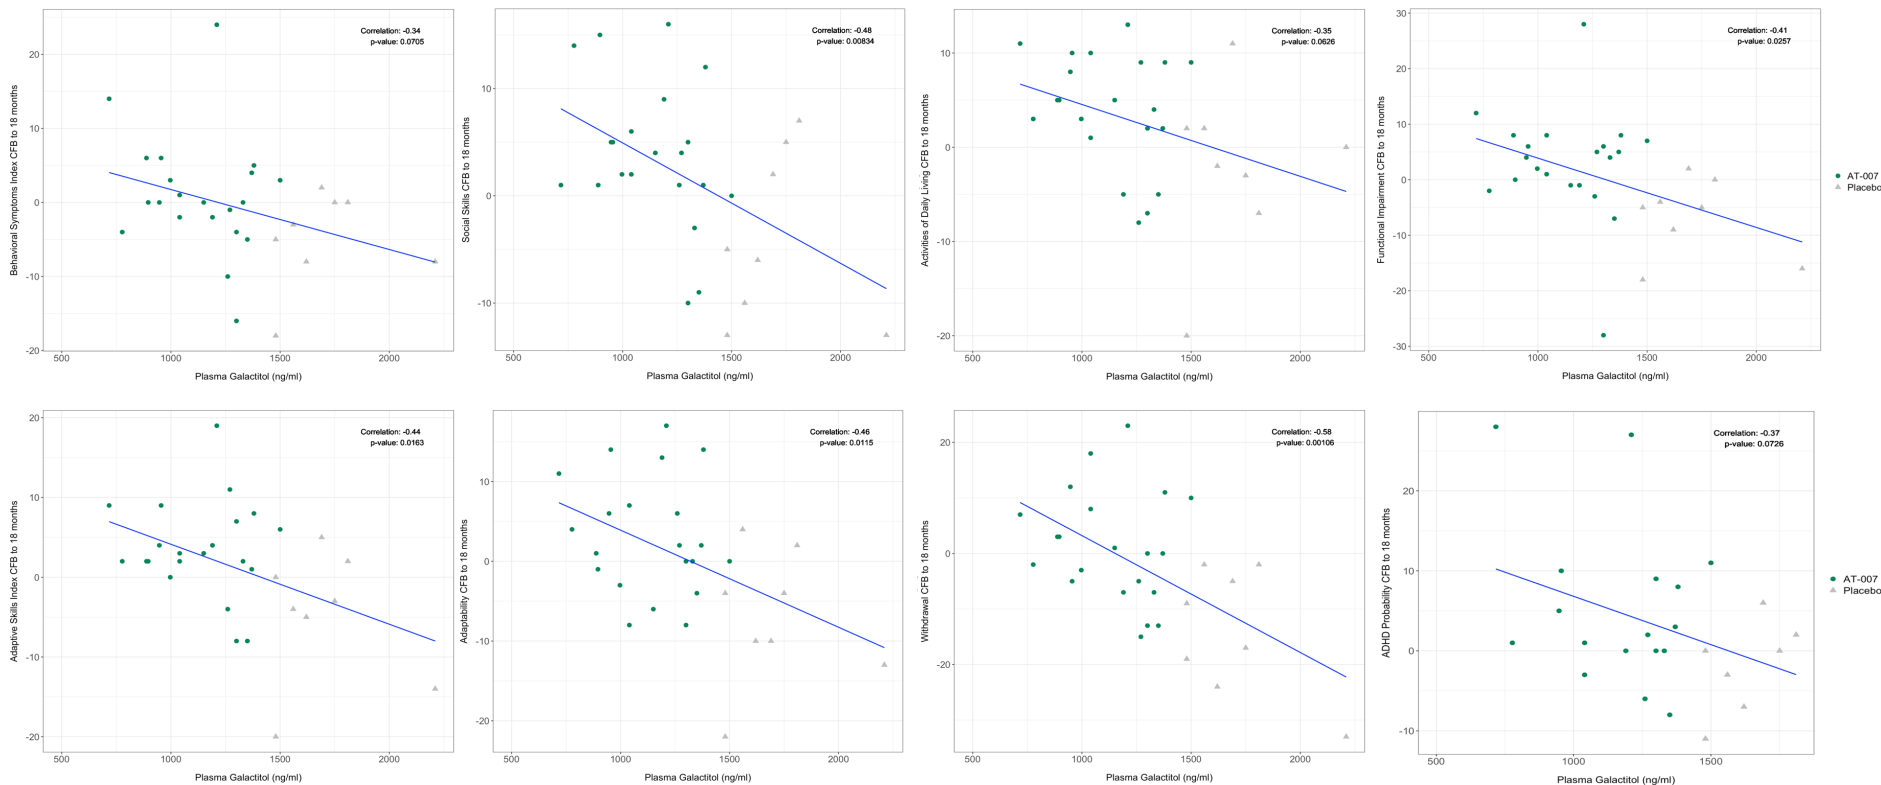 Correlation: -0.34
p-value: 0.0705
20
10
0
-10
-20
Behavioral Symptoms Index CFB to 18 months
500
1000
1500
2000
Plasma Galactitol (ng/ml)
Correlation: -0.48
p-value: 0.00834
10
0
-10
Social Skills CFB to 18 months
500
1000
1500
2000
Plasma Galactitol (ng/ml)
Correlation: -0.35
p-value: 0.0626
10
0
-10
-20
Activities of Daily Living CFB to 18 months
500
1000
1500
2000
Plasma Galactitol (ng/ml)
Correlation: -0.41
p-value: 0.0257
30
20
10
0
-10
-20
-30
Functional Impairment CFB to 18 months
500
1000
1500
2000
Plasma Galactitol (ng/ml)
AT-007
Placebo
Correlation: -0.44
p-value: 0.0163
20
10
0
-10
-20
Adaptive Skills Index CFB to 18 months
500
1000
1500
2000
Plasma Galactitol (ng/ml)
Correlation: -0.46
p-value: 0.0115
10
0
-10
-20
Adaptability CFB to 18 months
500
1000
1500
2000
Plasma Galactitol (ng/ml)
Correlation: -0.58
p-value: 0.00106
20
0
-20
Withdrawal CFB to 18 months
500
1000
1500
2000
Plasma Galactitol (ng/ml)
Correlation: -0.37
p-value: 0.0726
20
10
0
-10
ADHD Probability CFB to 18 months
500
1000
1500
Plasma Galactitol (ng/ml)
AT-007
Placebo